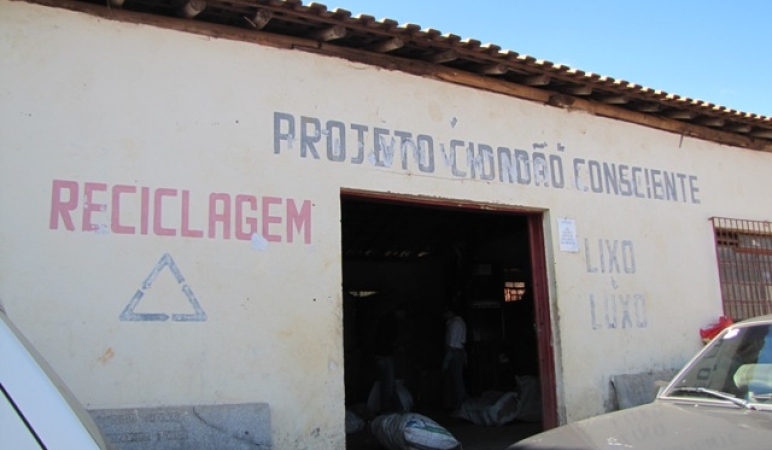 PROJETO CIDADÃO CONSCIENTE
RECICLAGEM
LIXO
É
LUXO